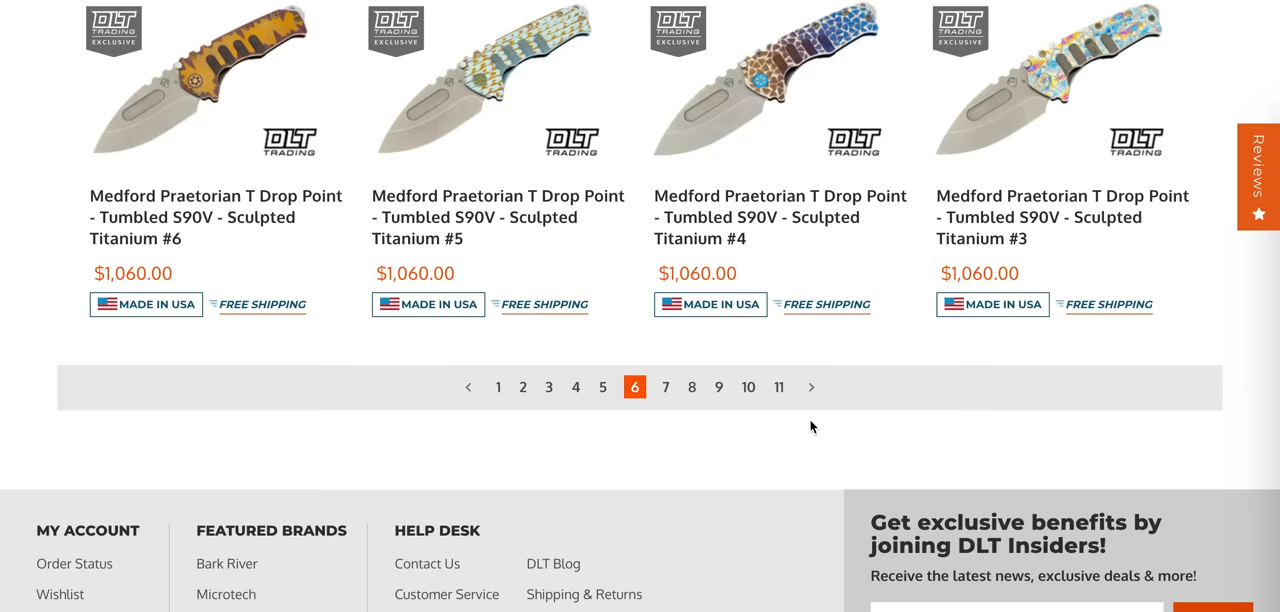 DLT TRADING EXCLUSIVE
DLT TRADING EXCLUSIVE
DLT TRADING EXCLUSIVE
DLT TRADING EXCLUSIVE
DLT TRADING
DLT TRADING
DLT TRADING
DLT TRADING
Reviews
Medford Praetorian T Drop Point
- Tumbled S90V - Sculpted
Titanium #6
$1,060.00
MADE IN USA FREE SHIPPING
Medford Praetorian T Drop Point
- Tumbled S90V - Sculpted
Titanium #5
$1,060.00
MADE IN USA FREE SHIPPING
Medford Praetorian T Drop Point
- Tumbled S90V - Sculpted
Titanium #4
$1,060.00
MADE IN USA FREE SHIPPING
Medford Praetorian T Drop Point
- Tumbled S90V - Sculpted
Titanium #3
$1,060.00
MADE IN USA FREE SHIPPING
< 1 2 3 4 5 6 7 8 9 10 11 >
MY ACCOUNT
Order Status
Wishlist
FEATURED BRANDS
Bark River
Microtech
HELP DESK
Contact Us
Customer Service
DLT Blog
Shipping & Returns
Get exclusive benefits by
joining DLT Insiders!
Receive the latest news, exclusive deals & more!